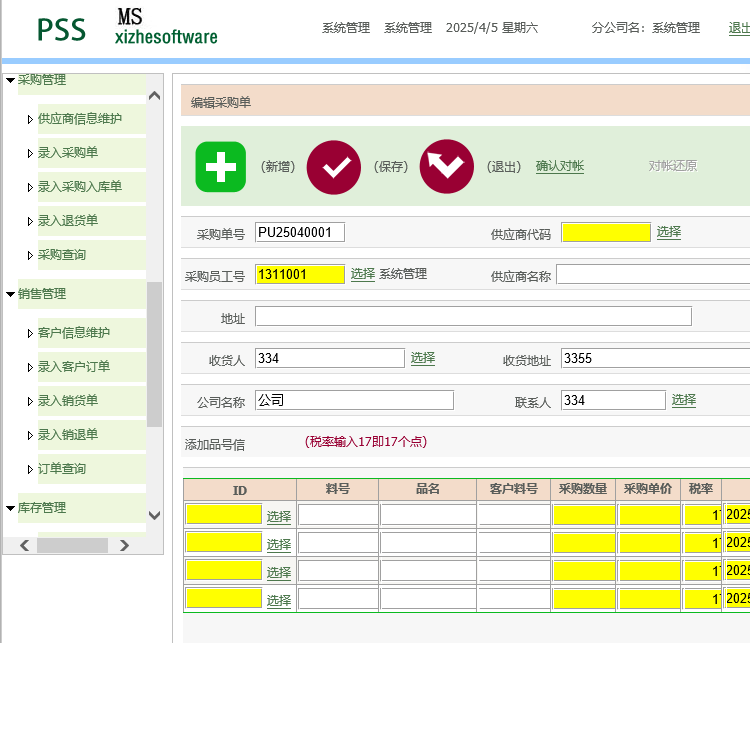 PSS MS
xizhesoftware
系统管理 系统管理 2025/4/5 星期六 分公司名：系统管理 退出
采购管理
供应商信息维护
录入采购单
录入采购入库单
录入退货单
采购查询
销售管理
客户信息维护
录入客户订单
录入销货单
录入销退单
订单查询
库存管理
编辑采购单
（新增） （保存） （退出） 确认对帐 对帐还原
采购单号 PU25040001 供应商代码 选择
采购员工号 1311001 选择 系统管理 供应商名称
地址
收货人 334 选择 收货地址 3355
公司名称 公司 联系人 334 选择
添加品号信 （税率输入17即17个点）
ID 料号 品名 客户料号 采购数量 采购单价 税率
选择 17 2025
选择 17 2025
选择 17 2025
选择 17 2025